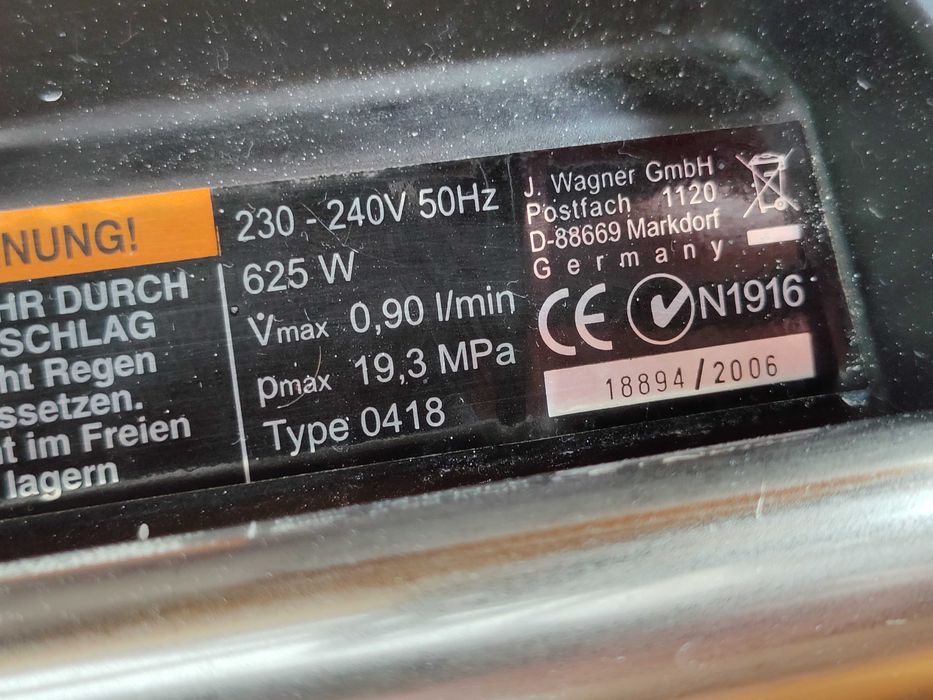 NUNG!
HR DURCH
SCHLAG
ht Regen
ssetzen.
t im Freien
lagern
230 - 240V 50Hz
625 W
V̇max 0,90 l/min
pmax 19,3 MPa
Type 0418
J. Wagner GmbH
Postfach 1120
D-88669 Markdorf
Germany
CE N1916
18894/2006